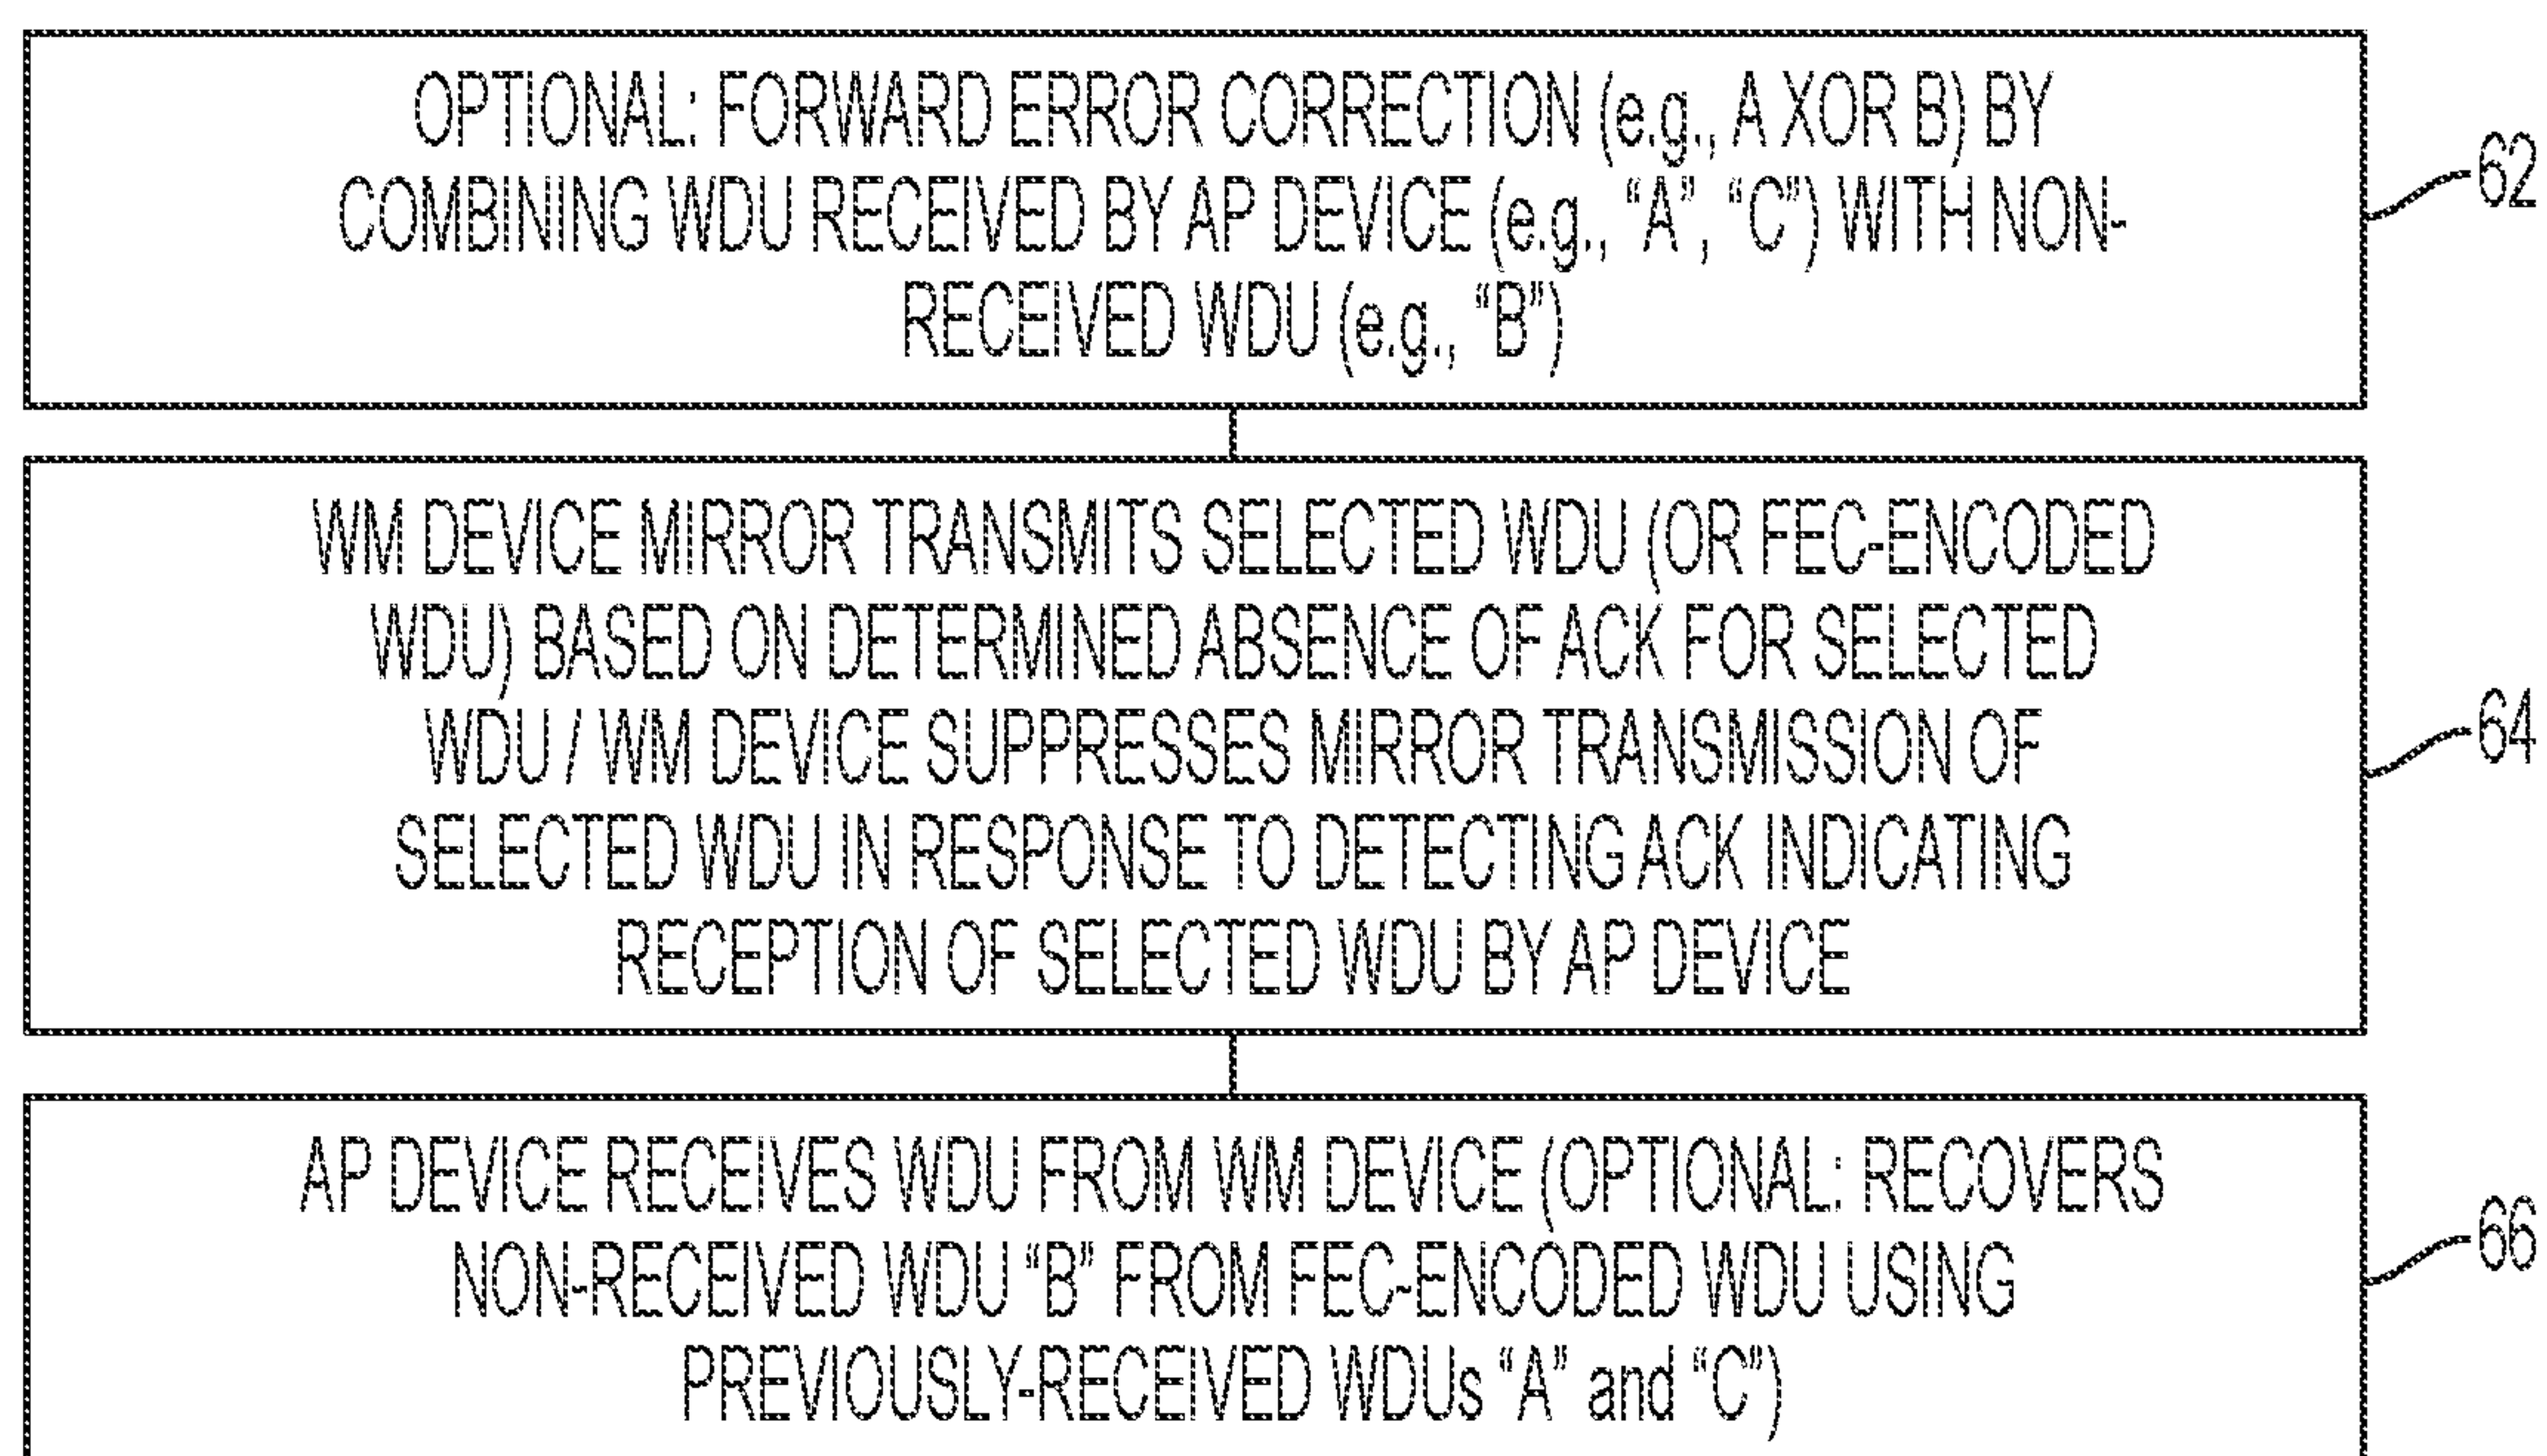 OPTIONAL: FORWARD ERROR CORRECTION (e.g., A XOR B) BY
COMBINING WDU RECEIVED BY AP DEVICE (e.g., “A”, “C”) WITH NON-
RECEIVED WDU (e.g., “B”)
62
WM DEVICE MIRROR TRANSMITS SELECTED WDU (OR FEC-ENCODED
WDU) BASED ON DETERMINED ABSENCE OF ACK FOR SELECTED
WDU / WM DEVICE SUPPRESSES MIRROR TRANSMISSION OF
SELECTED WDU IN RESPONSE TO DETECTING ACK INDICATING
RECEPTION OF SELECTED WDU BY AP DEVICE
64
AP DEVICE RECEIVES WDU FROM WM DEVICE (OPTIONAL: RECOVERS
NON-RECEIVED WDU “B” FROM FEC-ENCODED WDU USING
PREVIOUSLY-RECEIVED WDUs “A” and “C”)
66